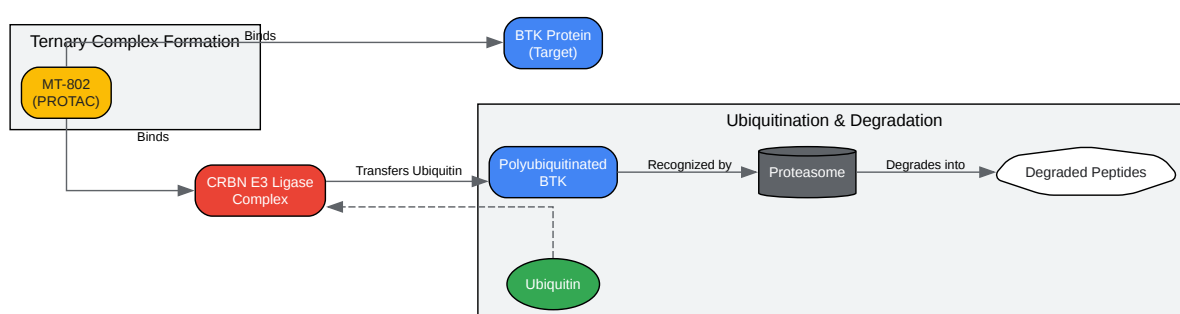 Ternary Complex Formation
Binds
BTK Protein
(Target)
MT-802
(PROTAC)
Binds
Ubiquitination & Degradation
CRBN E3 Ligase
Complex
Transfers Ubiquitin
Polyubiquitinated
BTK
Recognized by
Proteasome
Degrades into
Degraded Peptides
Ubiquitin